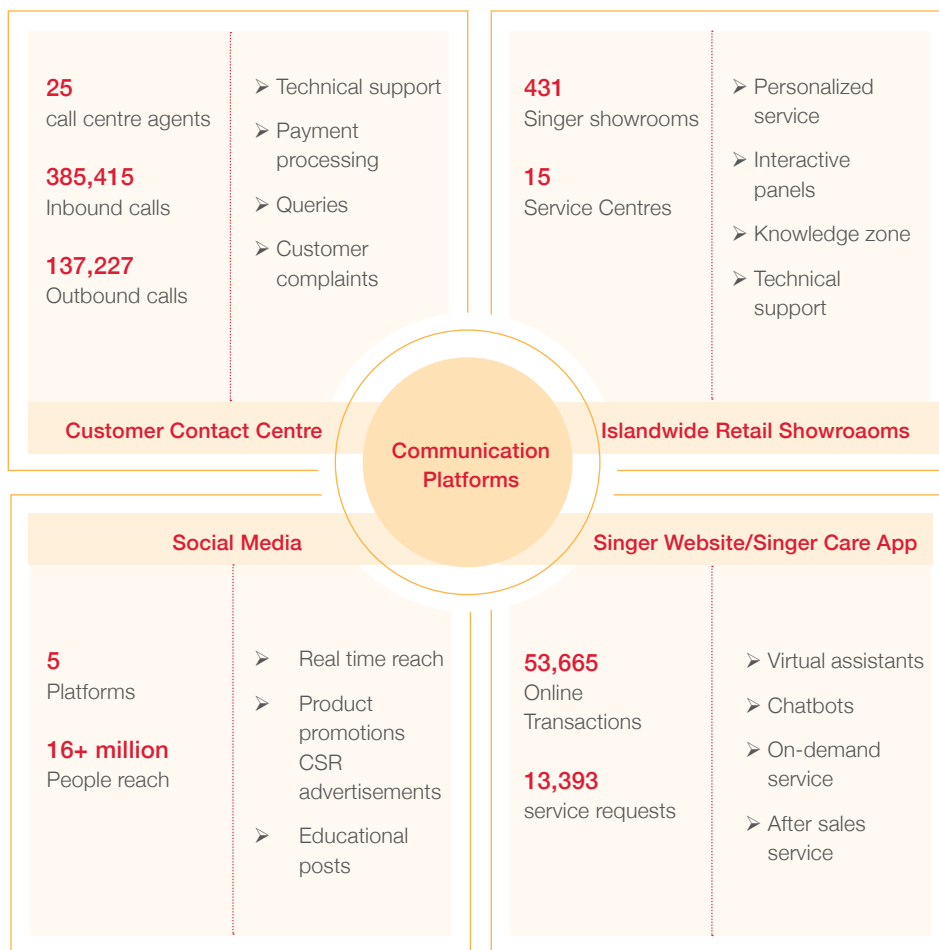 25
call centre agents
385,415
Inbound calls
137,227
Outbound calls
➢ Technical support
➢ Payment
processing
➢ Queries
➢ Customer
complaints
Customer Contact Centre
431
Singer showrooms
15
Service Centres
➢ Personalized
service
➢ Interactive
panels
➢ Knowledge zone
➢ Technical
support
Islandwide Retail Showroaoms
Communication
Platforms
Social Media
5
Platforms
16+ million
People reach
➢ Real time reach
➢ Product
promotions
CSR
advertisements
➢ Educational
posts
Singer Website/Singer Care App
53,665
Online
Transactions
13,393
service requests
➢ Virtual assistants
➢ Chatbots
➢ On-demand
service
➢ After sales
service